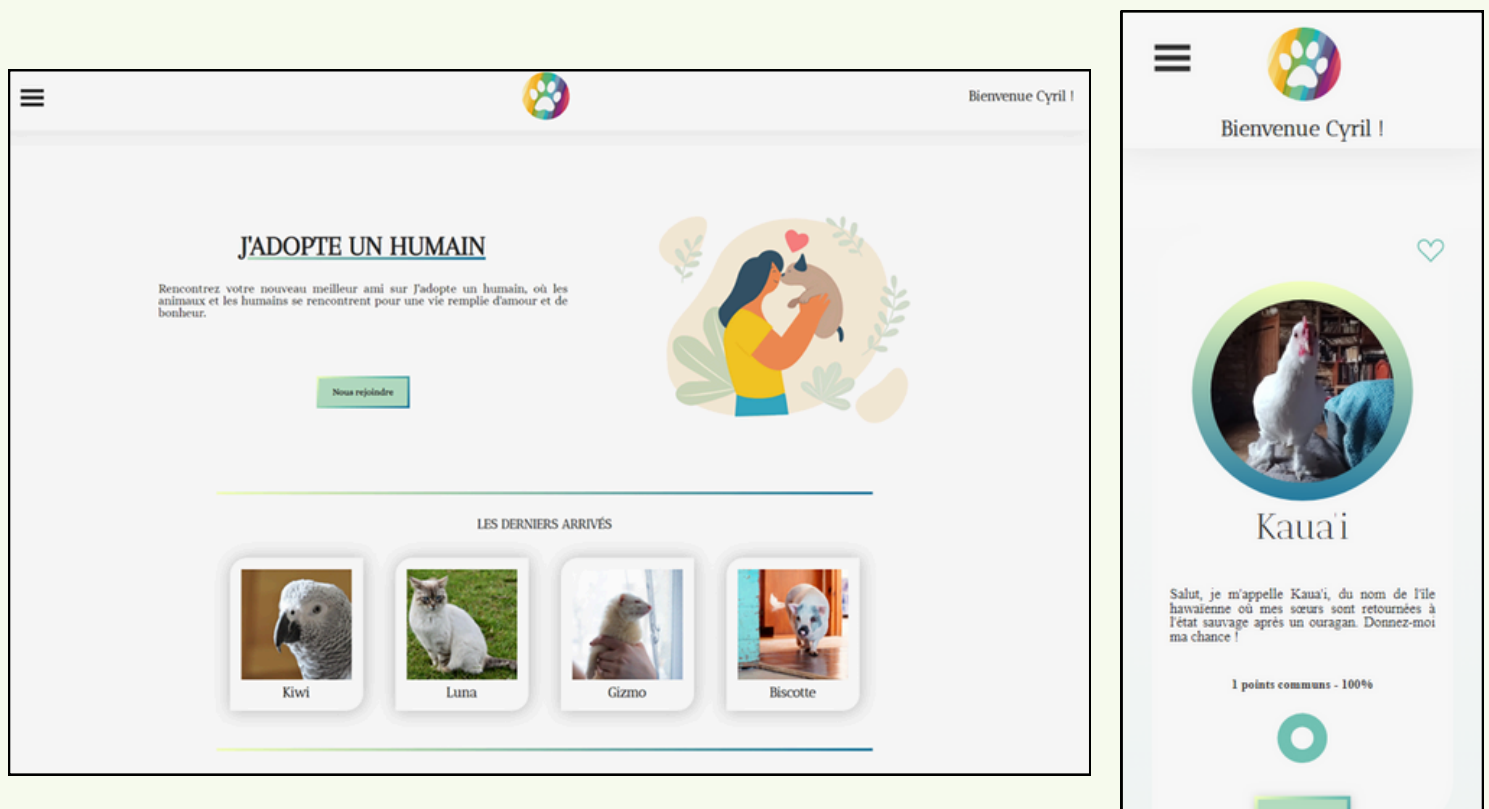 Bienvenue Cyril !
J'ADOPTE UN HUMAIN
Rencontrez votre nouveau meilleur ami sur J'adopte un humain, où les
animaux et les humains se rencontrent pour une vie remplie d'amour et de
bonheur.
Nous rejoindre
LES DERNIERS ARRIVÉS
Kiwi
Luna
Gizmo
Biscotte
Bienvenue Cyril !
Kaua'i
Salut, je m'appelle Kaua'i, du nom de l'île
hawaïenne où mes sœurs sont retournées à
l'état sauvage après un ouragan. Donnez-moi
ma chance !
1 points communs - 100%